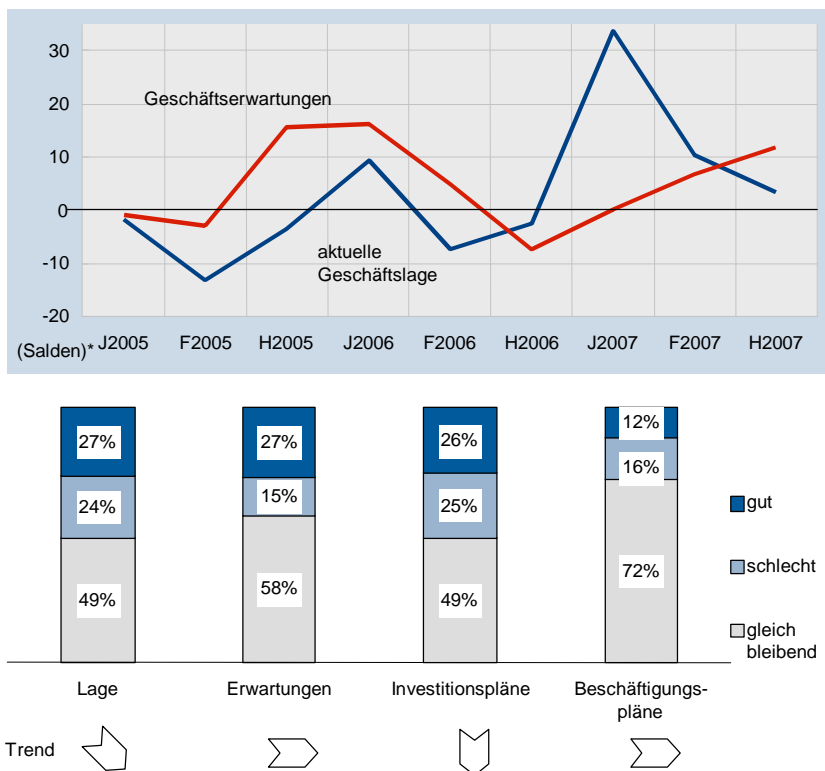 30
20
Geschäftserwartungen
10
0
aktuelle
Geschäftslage
-10
-20
(Salden)* J2005 F2005 H2005 J2006 F2006 H2006 J2007 F2007 H2007
27% 27% 26% 12%
24% 15% 25% 16%
49% 58% 49% 72%
gut
schlecht
gleich
bleibend
Lage Erwartungen Investitionspläne Beschäftigungs-
pläne
Trend